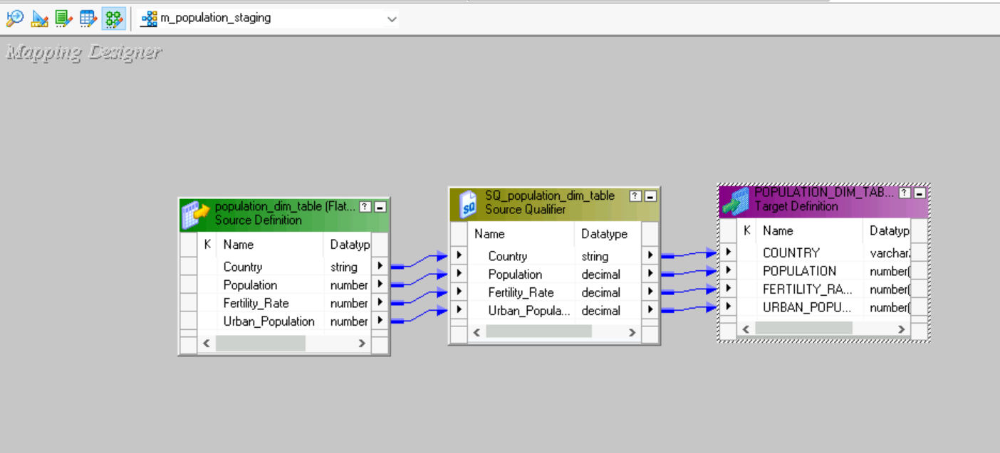 m_population_staging
Mapping Designer
population_dim_table (Flat...
Source Definition
K Name Datatyp
Country string
Population number
Fertility_Rate number
Urban_Population number
SQ_population_dim_table
Source Qualifier
Name Datatype
Country string
Population decimal
Fertility_Rate decimal
Urban_Popula... decimal
POPULATION_DIM_TAB...
Target Definition
K Name Datatyp
COUNTRY varchar
POPULATION number(
FERTILITY_RA... number(
URBAN_POPU... number(